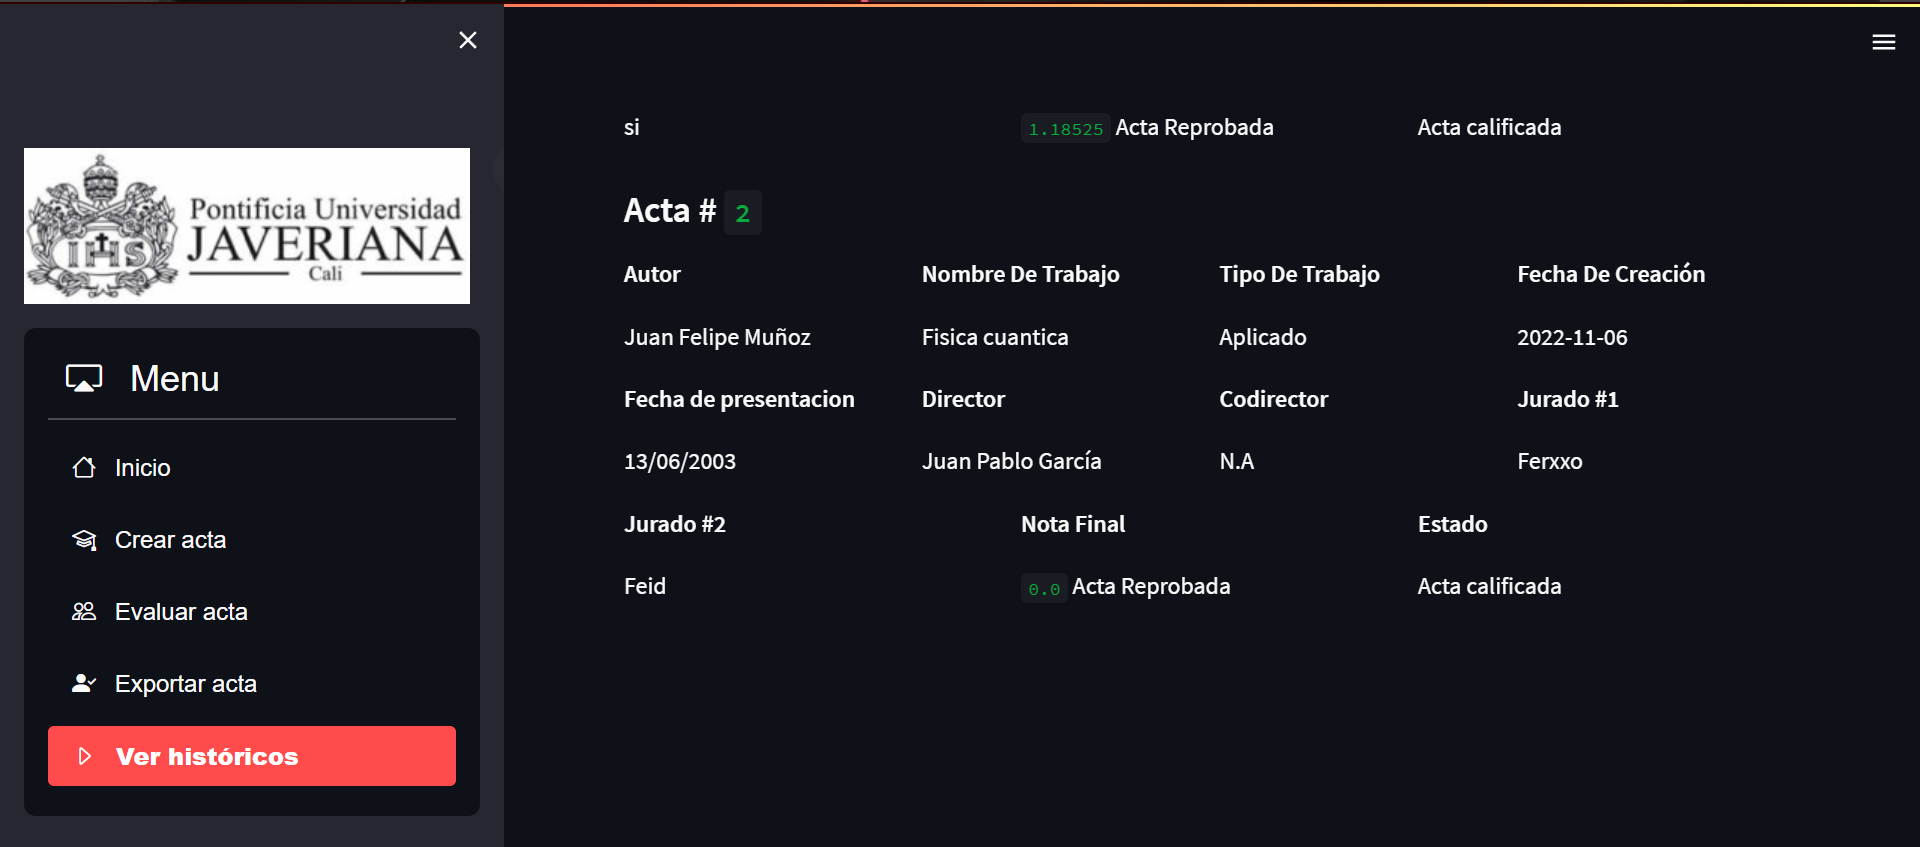 Pontificia Universidad
JAVERIANA
Cali
IHS
Menu
Inicio
Crear acta
Evaluar acta
Exportar acta
Ver históricos
si 1.18525 Acta Reprobada Acta calificada
Acta # 2
Autor Nombre De Trabajo Tipo De Trabajo Fecha De Creación
Juan Felipe Muñoz Fisica cuantica Aplicado 2022-11-06
Fecha de presentacion Director Codirector Jurado #1
13/06/2003 Juan Pablo García N.A Ferxxo
Jurado #2 Nota Final Estado
Feid 0.0 Acta Reprobada Acta calificada